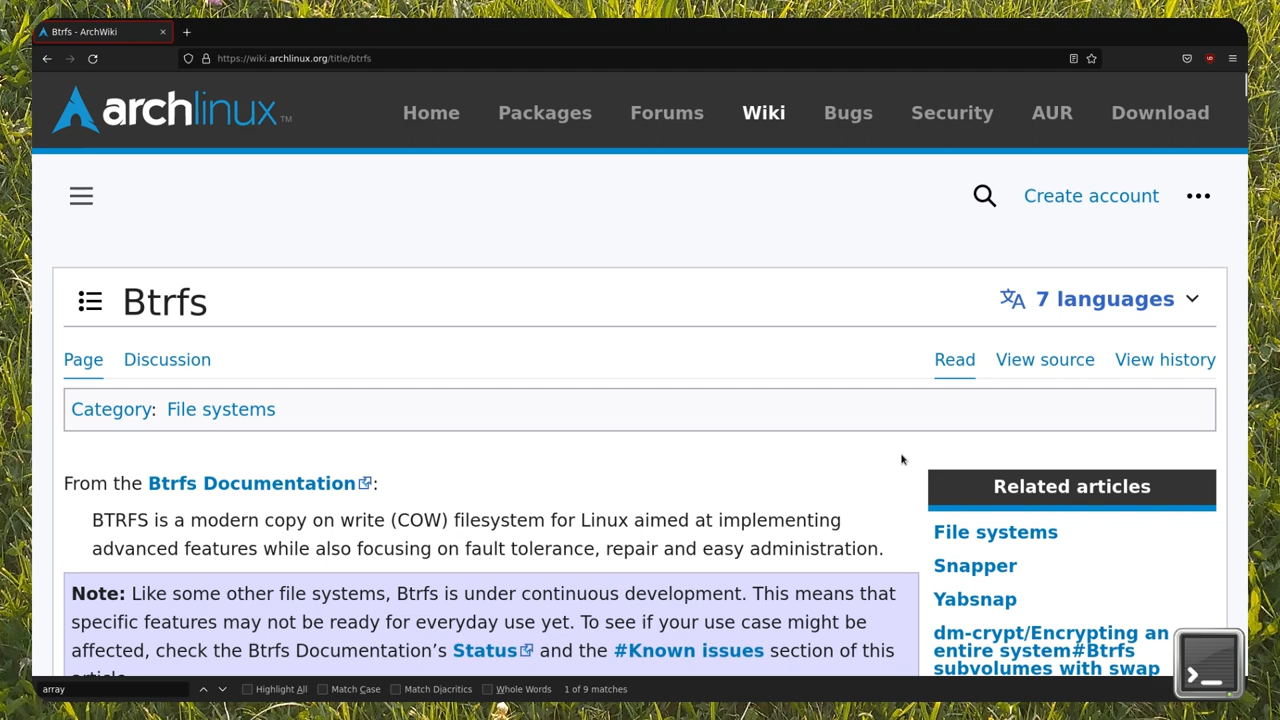 Btrfs - ArchWiki
https://wiki.archlinux.org/title/btrfs
archlinux™
Home Packages Forums Wiki Bugs Security AUR Download
Create account
Btrfs
7 languages
Page Discussion
Read View source View history
Category: File systems
From the Btrfs Documentation:
BTRFS is a modern copy on write (COW) filesystem for Linux aimed at implementing
advanced features while also focusing on fault tolerance, repair and easy administration.
Note: Like some other file systems, Btrfs is under continuous development. This means that
specific features may not be ready for everyday use yet. To see if your use case might be
affected, check the Btrfs Documentation’s Status and the #Known issues section of this
article.
Related articles
File systems
Snapper
Yabsnap
dm-crypt/Encrypting an
entire system#Btrfs
subvolumes with swap
array
Highlight All Match Case Match Diacritics Whole Words 1 of 9 matches